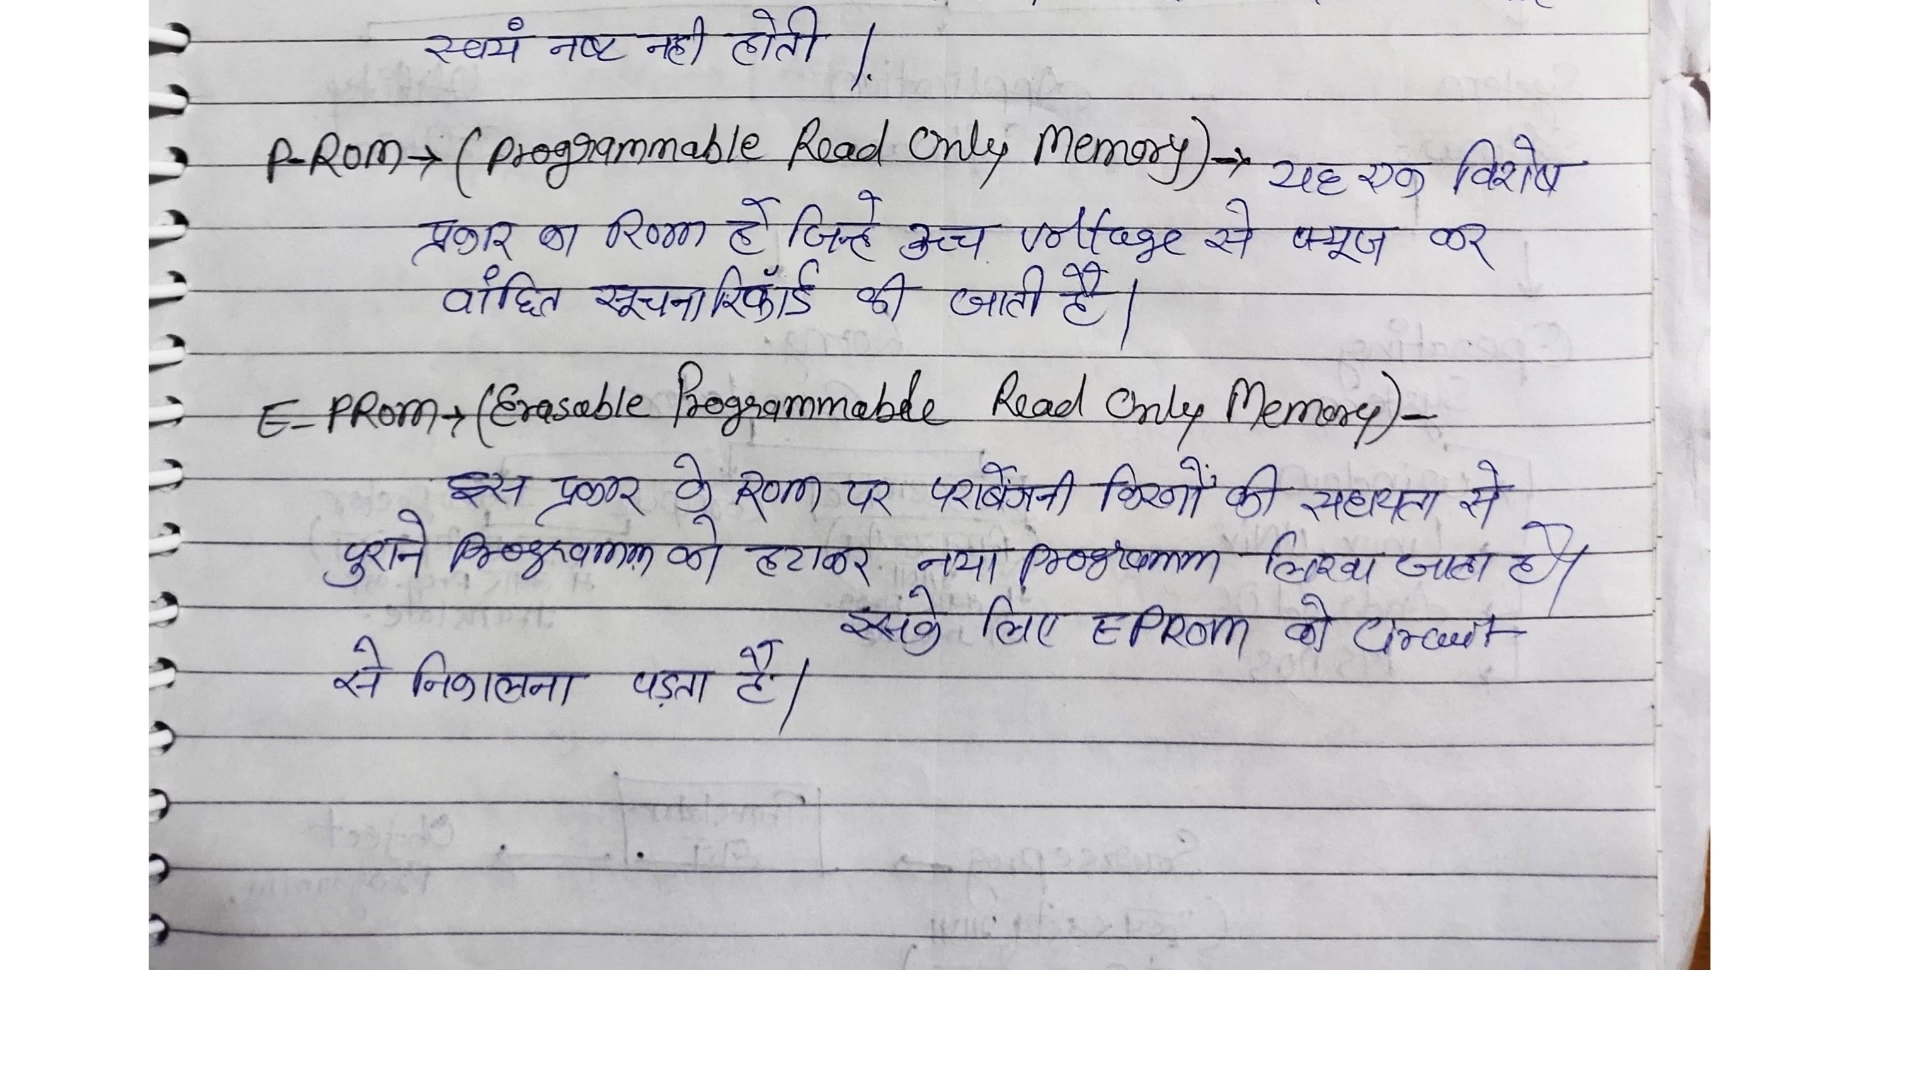 स्वयं नष्ट नही होती |
P-ROM → (Programmable Read Only Memory) → यह एक विशेष
प्रकार का Rom है जिन्हे उच्च voltage से फ्यूज कर
वांछित सूचना रिकॉर्ड की जाती है |
E-PROM → (Erasable Programmable Read Only Memory) –
इस प्रकार के ROM पर पराबैंगनी किरणों की सहायता से
पुराने Programm को हटाकर नया programm लिखा जाता है |
इसके लिए EPROM को Circuit
से निकालना पड़ता है |